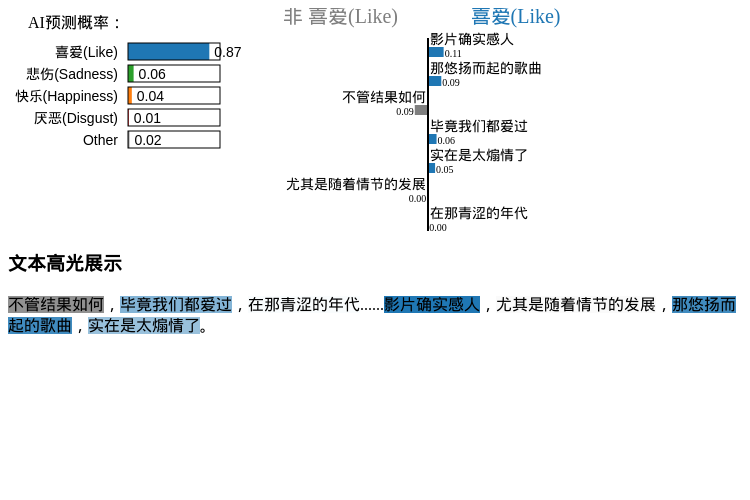 AI预测概率：
喜爱(Like) 0.87
悲伤(Sadness) 0.06
快乐(Happiness) 0.04
厌恶(Disgust) 0.01
Other 0.02
非 喜爱(Like) 喜爱(Like)
影片确实感人
0.11
那悠扬而起的歌曲
0.09
不管结果如何
0.09
毕竟我们都爱过
0.06
实在是太煽情了
0.05
尤其是随着情节的发展
0.00
在那青涩的年代
0.00
文本高光展示
不管结果如何，毕竟我们都爱过，在那青涩的年代......影片确实感人，尤其是随着情节的发展，那悠扬而
起的歌曲，实在是太煽情了。